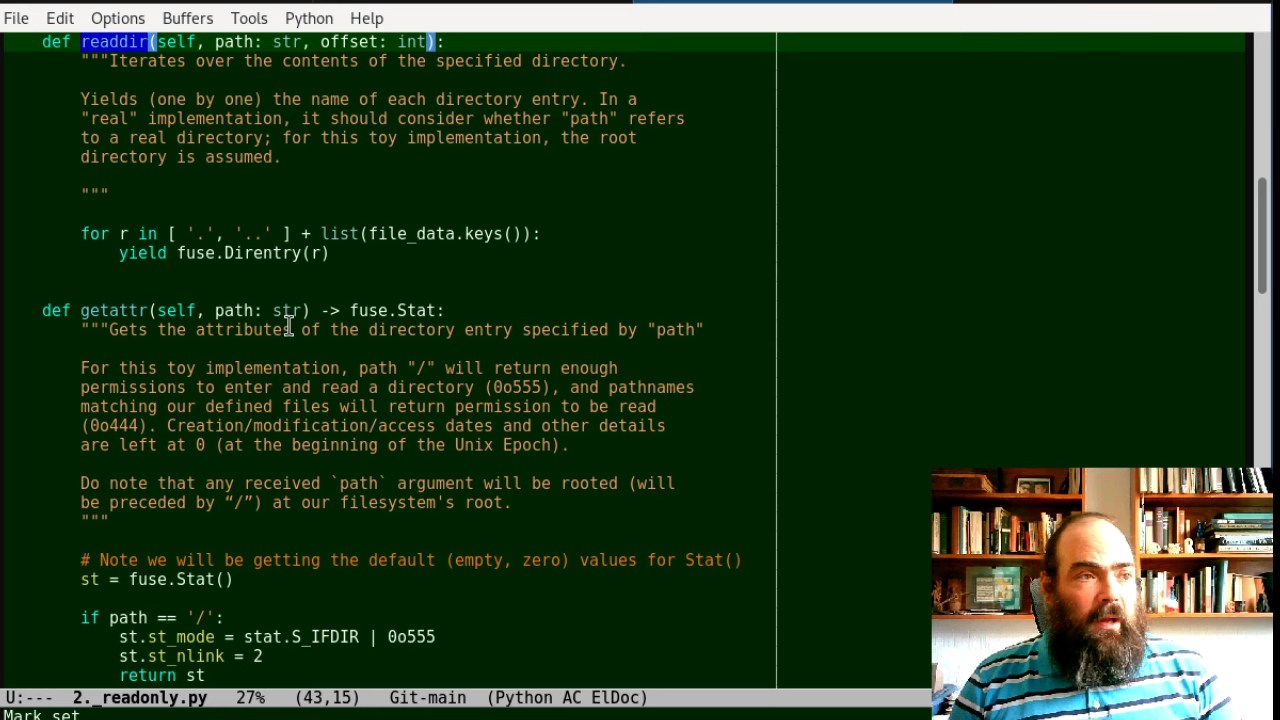 File Edit Options Buffers Tools Python Help
def readdir(self, path: str, offset: int):
"""Iterates over the contents of the specified directory.
Yields (one by one) the name of each directory entry. In a
"real" implementation, it should consider whether "path" refers
to a real directory; for this toy implementation, the root
directory is assumed.
"""
for r in [ '.', '..' ] + list(file_data.keys()):
yield fuse.Direntry(r)
def getattr(self, path: str) -> fuse.Stat:
"""Gets the attributes of the directory entry specified by "path"
For this toy implementation, path "/" will return enough
permissions to enter and read a directory (0o555), and pathnames
matching our defined files will return permission to be read
(0o444). Creation/modification/access dates and other details
are left at 0 (at the beginning of the Unix Epoch).
Do note that any received `path` argument will be rooted (will
be preceded by “/”) at our filesystem's root.
"""
# Note we will be getting the default (empty, zero) values for Stat()
st = fuse.Stat()
if path == '/':
st.st_mode = stat.S_IFDIR | 0o555
st.st_nlink = 2
return st
U:--- 2._readonly.py 27% (43,15) Git-main (Python AC ElDoc)
Mark set